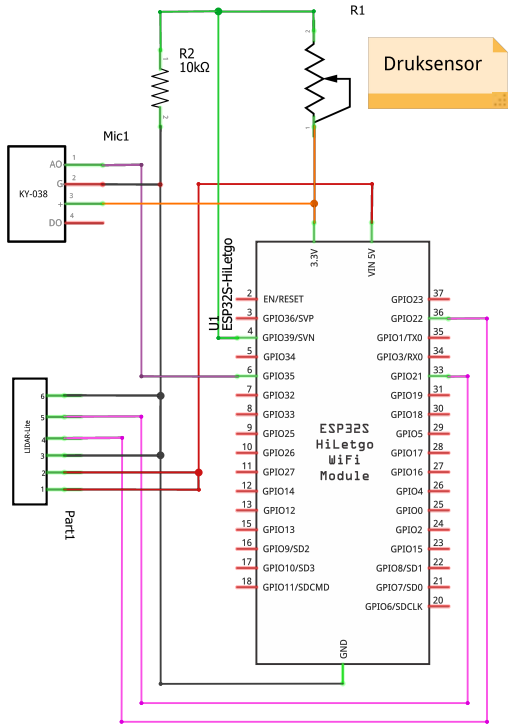 R1
2
R2
10kΩ
1
2
Druksensor
1
Mic1
KY-038
AO 1
G 2
+ 3
DO 4
U1
ESP32S-HiLetgo
3.3V
VIN 5V
2 EN/RESET
3 GPIO36/SVP
4 GPIO39/SVN
5 GPIO34
6 GPIO35
7 GPIO32
8 GPIO33
9 GPIO25
10 GPIO26
11 GPIO27
12 GPIO14
13 GPIO12
15 GPIO13
16 GPIO9/SD2
17 GPIO10/SD3
18 GPIO11/SDCMD
GPIO23 37
GPIO22 36
GPIO1/TX0 35
GPIO3/RX0 34
GPIO21 33
GPIO19 31
GPIO18 30
GPIO5 29
GPIO17 28
GPIO16 27
GPIO4 26
GPIO0 25
GPIO2 24
GPIO15 23
GPIO8/SD1 22
GPIO7/SD0 21
GPIO6/SDCLK 20
ESP32S
HiLetgo
WiFi
Module
GND
LIDAR-Lite
6
5
4
3
2
1
Part1